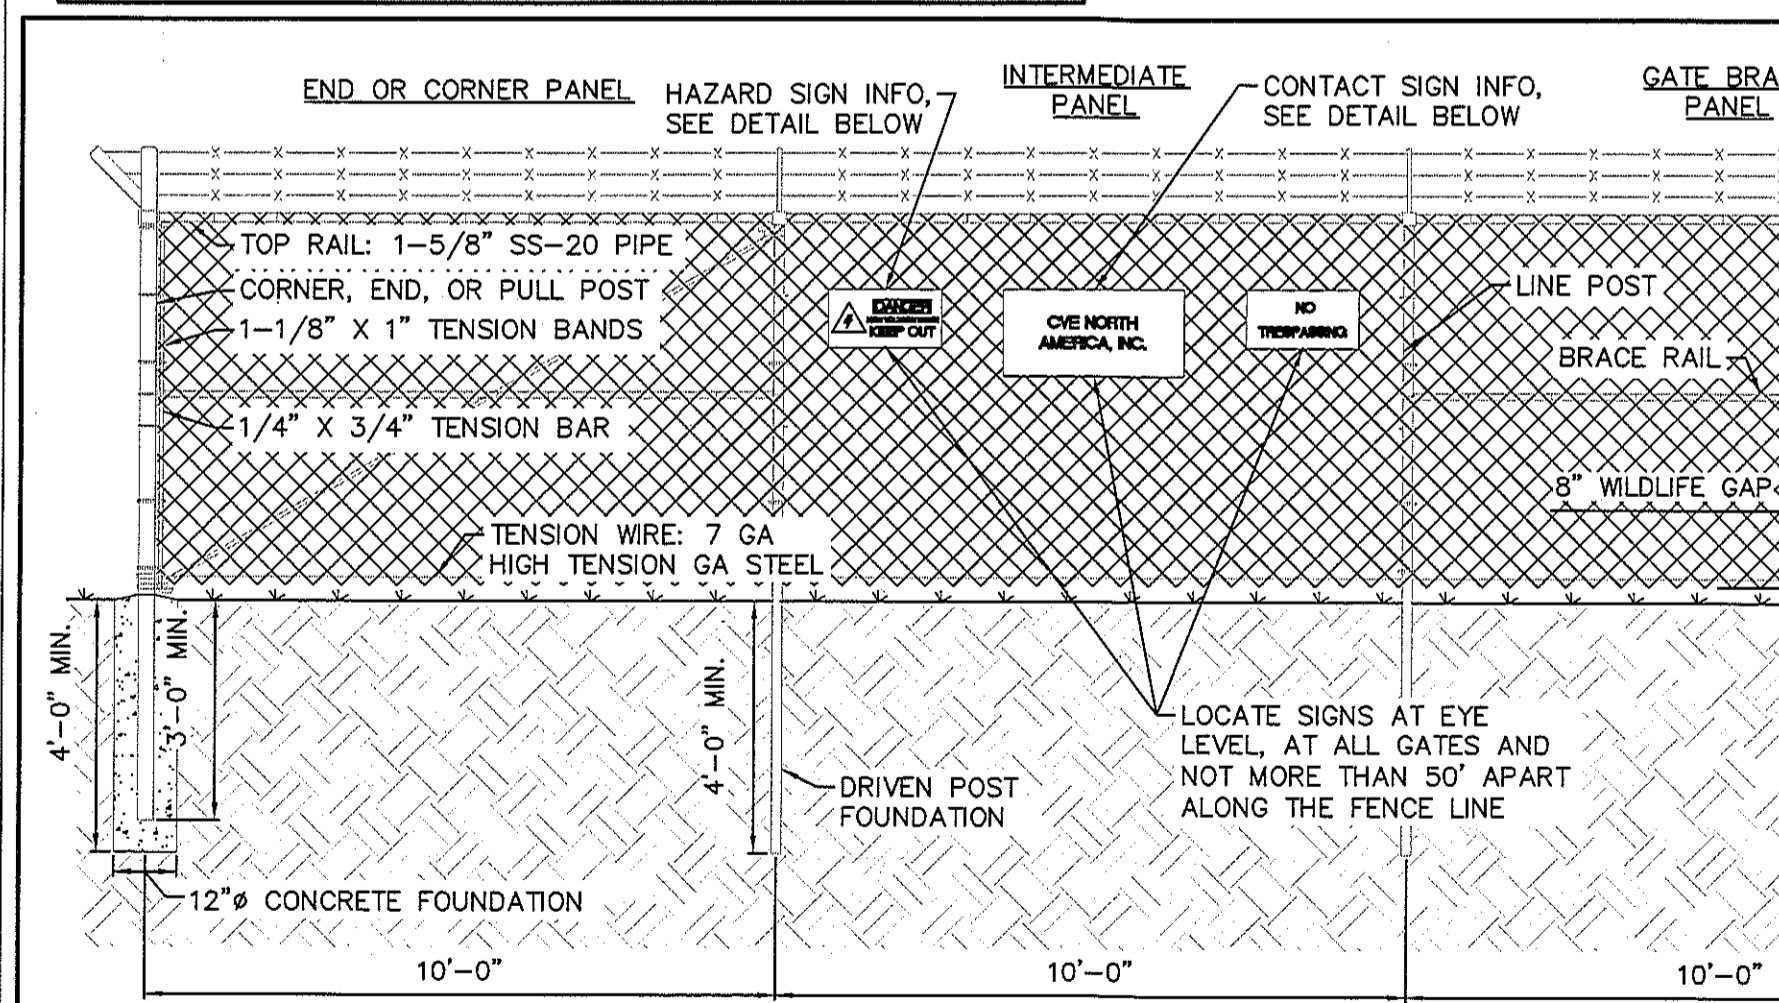 END OR CORNER PANEL
HAZARD SIGN INFO,
SEE DETAIL BELOW
INTERMEDIATE
PANEL
CONTACT SIGN INFO,
SEE DETAIL BELOW
GATE BRA
PANEL
TOP RAIL: 1-5/8" SS-20 PIPE
CORNER, END, OR PULL POST
1-1/8" X 1" TENSION BANDS
1/4" X 3/4" TENSION BAR
DANGER
KEEP OUT
CVE NORTH
AMERICA, INC.
NO
TRESPASSING
LINE POST
BRACE RAIL
8" WILDLIFE GAP
TENSION WIRE: 7 GA
HIGH TENSION GA STEEL
4'-0" MIN.
3'-0" MIN.
4'-0" MIN.
DRIVEN POST
FOUNDATION
LOCATE SIGNS AT EYE
LEVEL, AT ALL GATES AND
NOT MORE THAN 50' APART
ALONG THE FENCE LINE
12"ø CONCRETE FOUNDATION
10'-0"
10'-0"
10'-0"